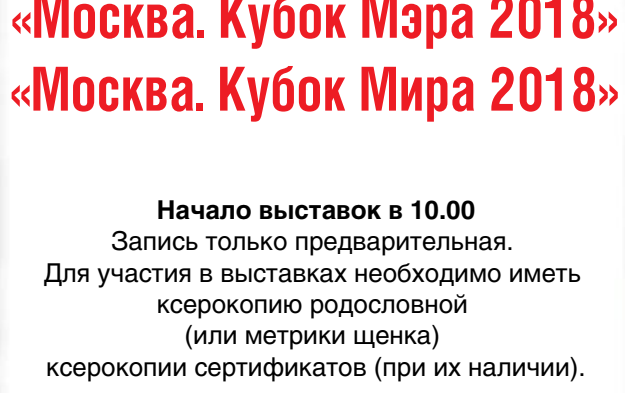 «Москва. Кубок Мэра 2018»
«Москва. Кубок Мира 2018»
Начало выставок в 10.00
Запись только предварительная.
Для участия в выставках необходимо иметь
ксерокопию родословной
(или метрики щенка)
ксерокопии сертификатов (при их наличии).